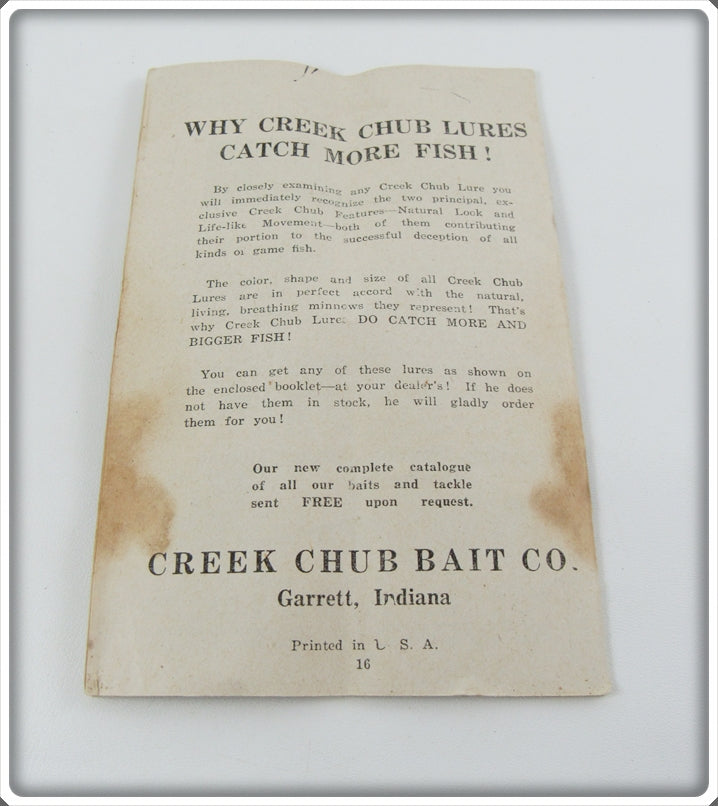 WHY CREEK CHUB LURES
CATCH MORE FISH!
By closely examining any Creek Chub Lure you
will immediately recognize the two principal, ex-
clusive Creek Chub Features—Natural Look and
Life-like Movement—both of them contributing
their portion to the successful deception of all
kinds of game fish.
The color, shape and size of all Creek Chub
Lures are in perfect accord with the natural,
living, breathing minnows they represent! That's
why Creek Chub Lures DO CATCH MORE AND
BIGGER FISH!
You can get any of these lures as shown on
the enclosed booklet—at your dealer's! If he does
not have them in stock, he will gladly order
them for you!
Our new complete catalogue
of all our baits and tackle
sent FREE upon request.
CREEK CHUB BAIT CO.
Garrett, Indiana
Printed in U. S. A.
16